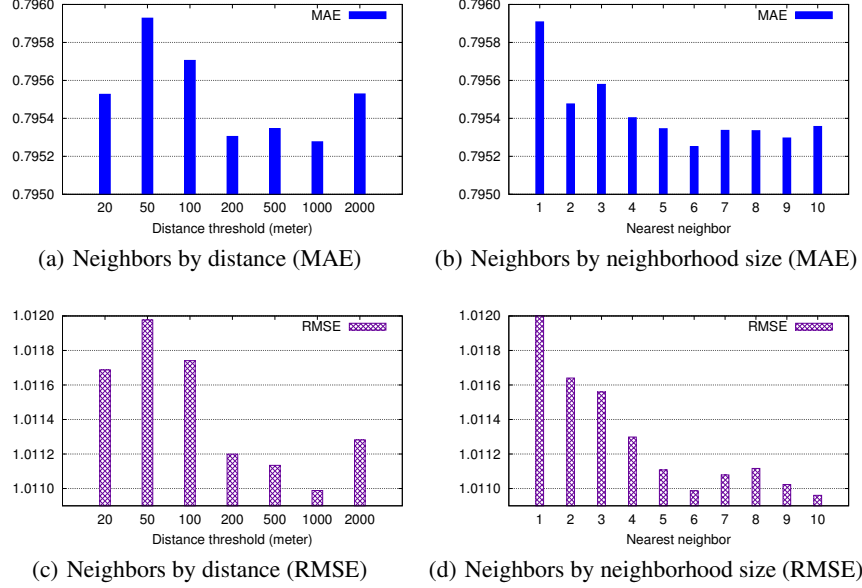 0.7960
MAE
0.7958
0.7956
0.7954
0.7952
0.7950
20 50 100 200 500 1000 2000
Distance threshold (meter)
(a) Neighbors by distance (MAE)
0.7960
MAE
0.7958
0.7956
0.7954
0.7952
0.7950
1 2 3 4 5 6 7 8 9 10
Nearest neighbor
(b) Neighbors by neighborhood size (MAE)
1.0120
RMSE
1.0118
1.0116
1.0114
1.0112
1.0110
20 50 100 200 500 1000 2000
Distance threshold (meter)
(c) Neighbors by distance (RMSE)
1.0120
RMSE
1.0118
1.0116
1.0114
1.0112
1.0110
1 2 3 4 5 6 7 8 9 10
Nearest neighbor
(d) Neighbors by neighborhood size (RMSE)